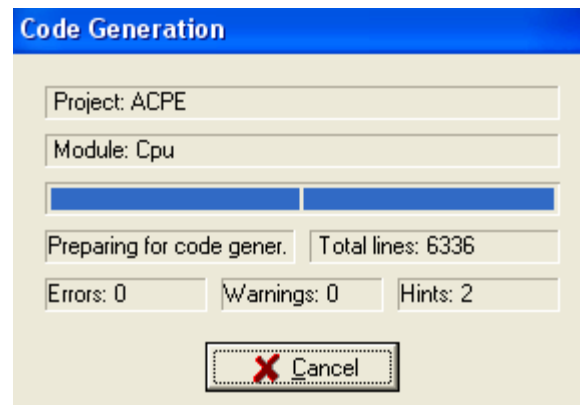 Code Generation
Project: ACPE
Module: Cpu
Preparing for code gener. Total lines: 6336
Errors: 0 Warnings: 0 Hints: 2
Cancel